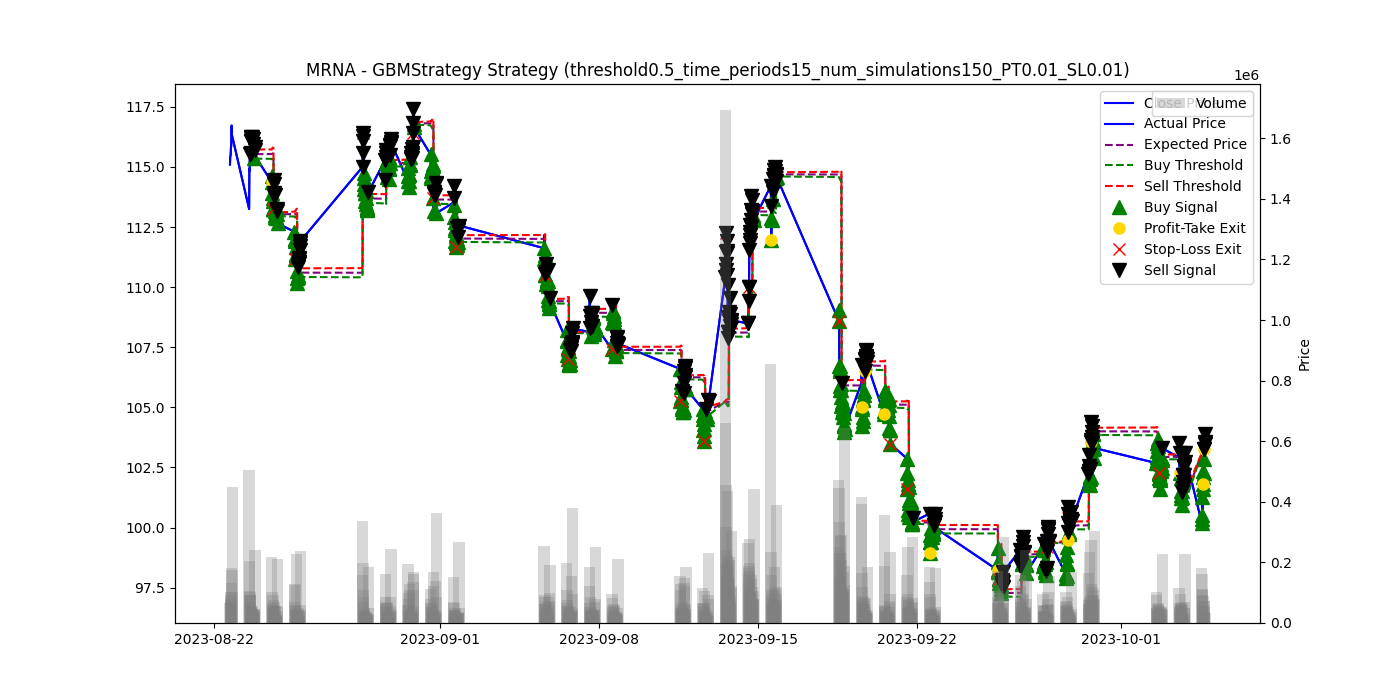 MRNA - GBMStrategy Strategy (threshold0.5_time_periods15_num_simulations150_PT0.01_SL0.01)
1e6
117.5
115.0
112.5
110.0
107.5
105.0
102.5
100.0
97.5
Close Price
Volume
Actual Price
Expected Price
Buy Threshold
Sell Threshold
Buy Signal
Profit-Take Exit
Stop-Loss Exit
Sell Signal
1.6
1.4
1.2
1.0
0.8
0.6
0.4
0.2
0.0
Price
2023-08-22
2023-09-01
2023-09-08
2023-09-15
2023-09-22
2023-10-01